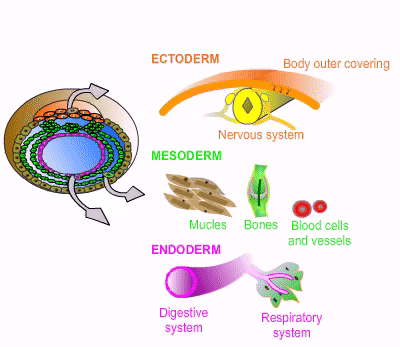 ECTODERM
Body outer covering
Nervous system
MESODERM
Mucles
Bones
Blood cells
and vessels
ENDODERM
Digestive
system
Respiratory
system